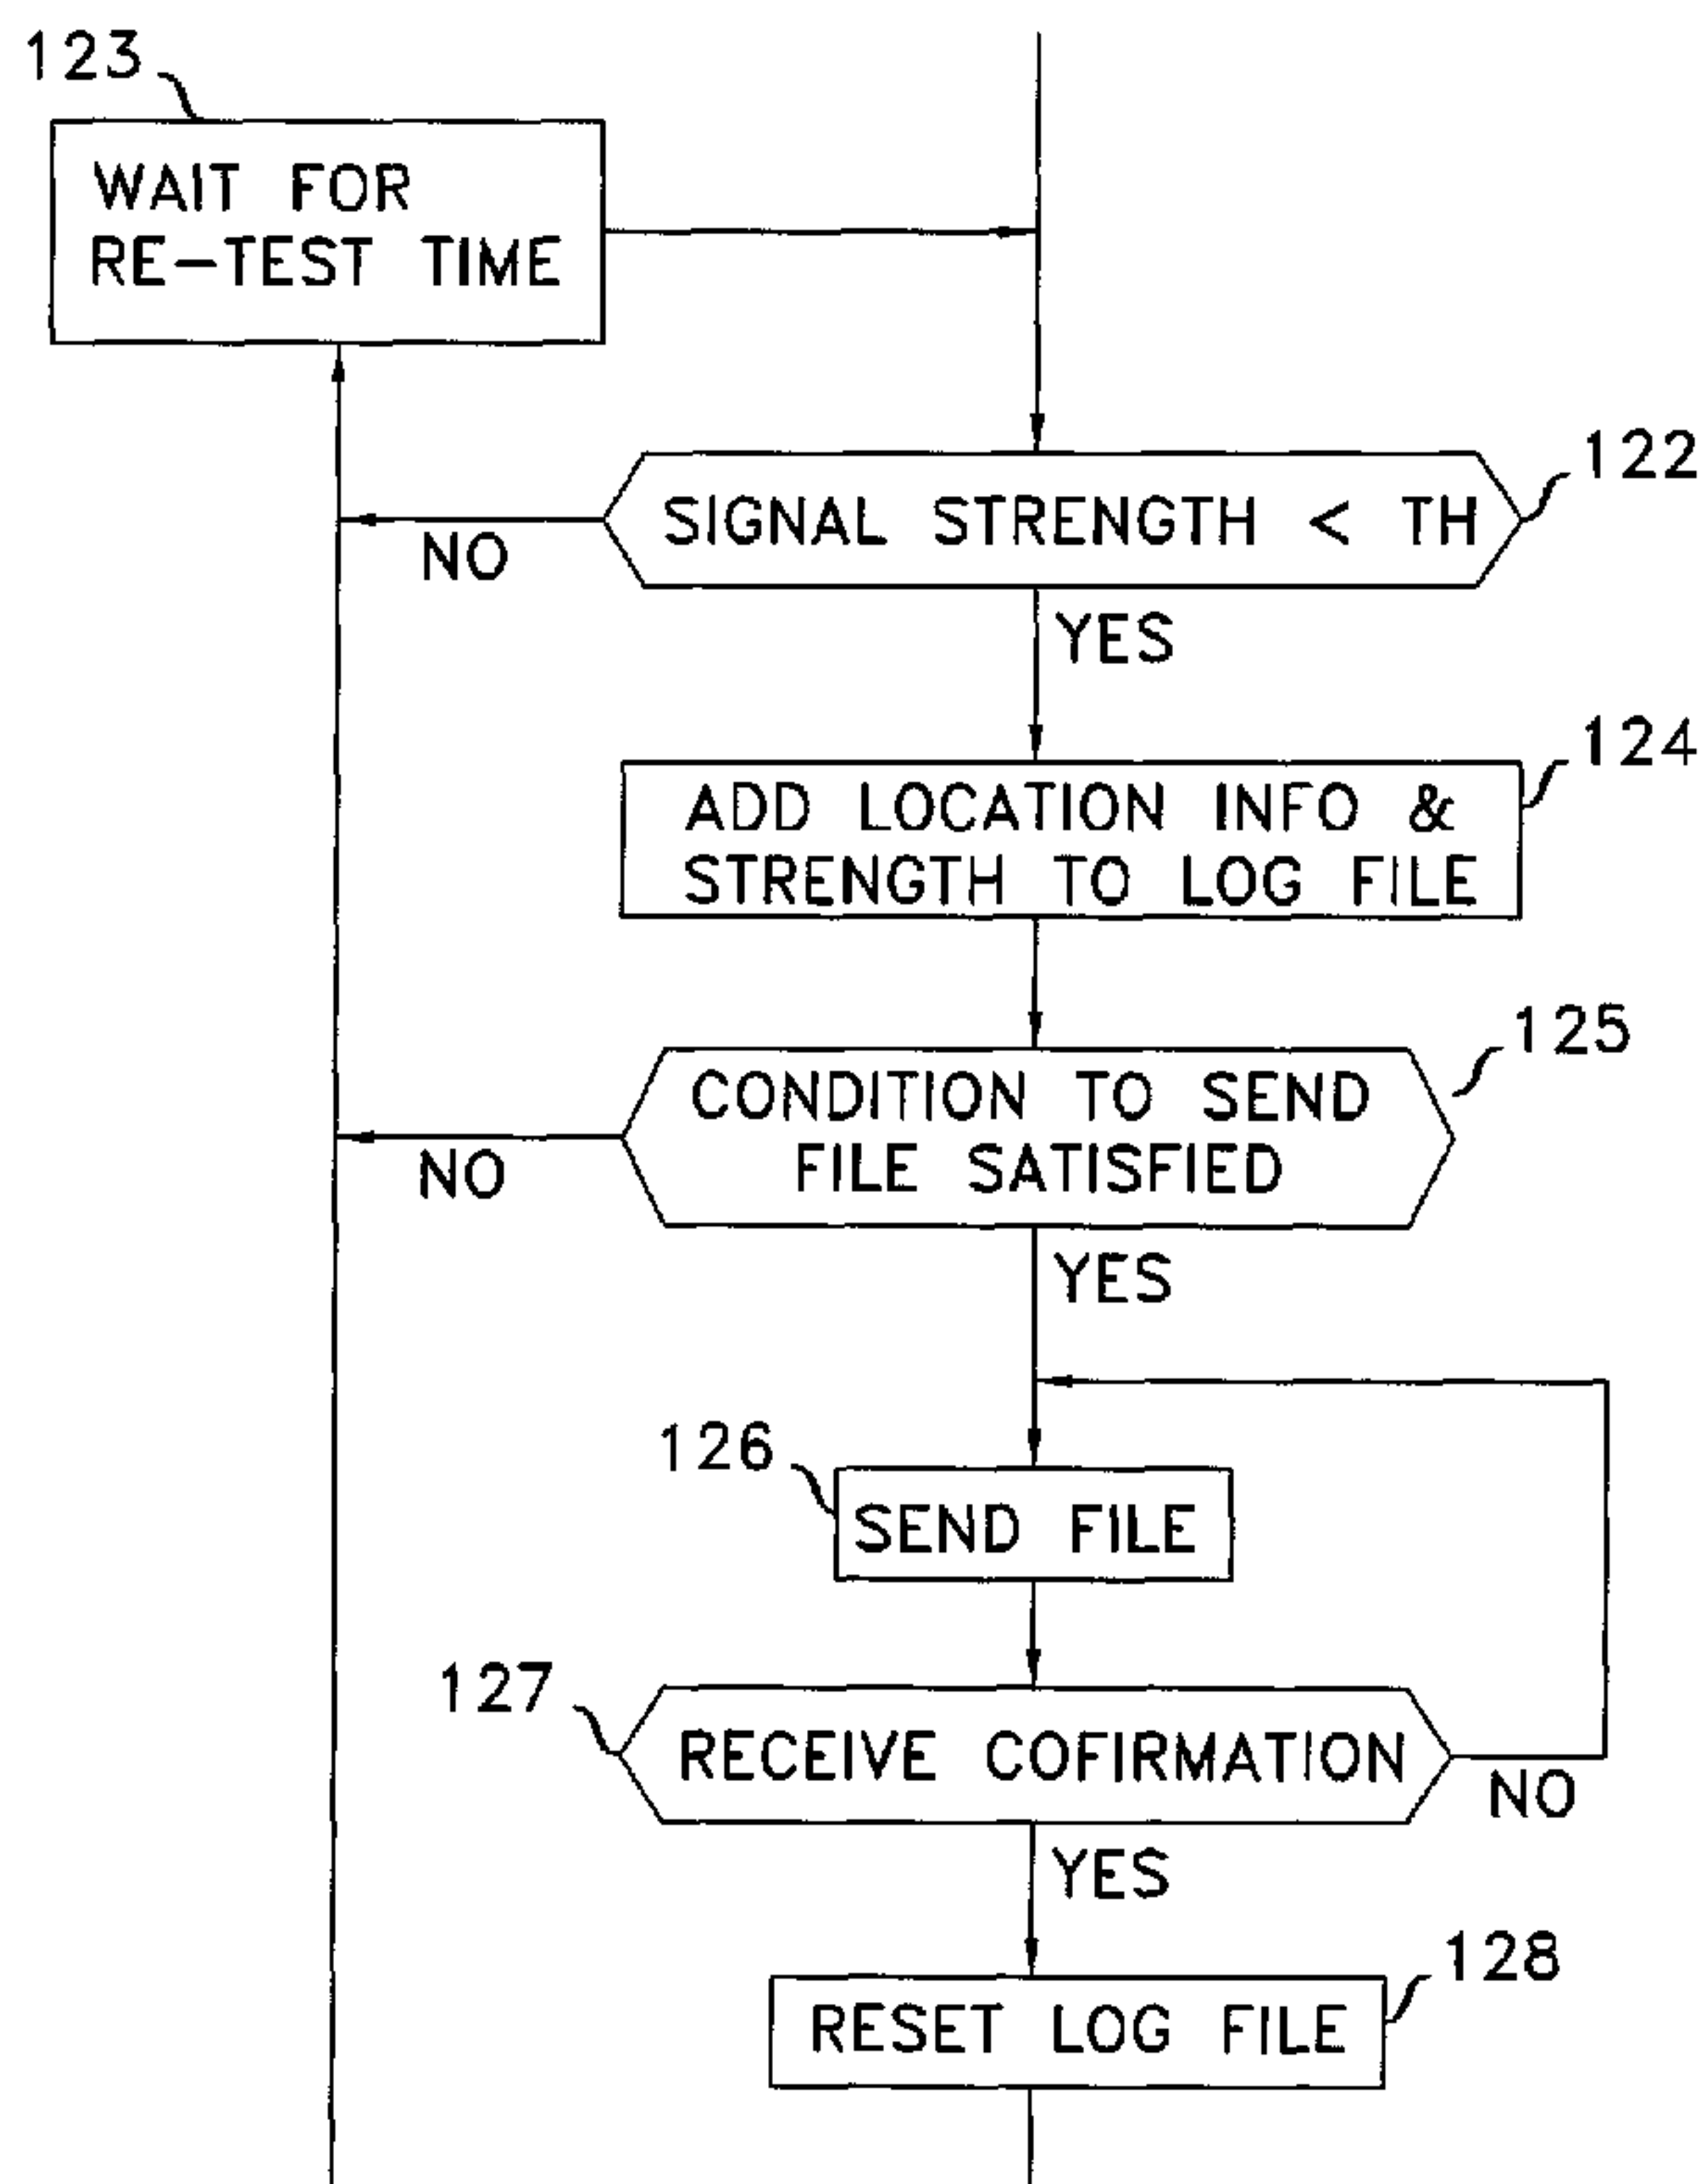 123
WAIT FOR
RE-TEST TIME
122
SIGNAL STRENGTH < TH
NO
YES
124
ADD LOCATION INFO &
STRENGTH TO LOG FILE
125
CONDITION TO SEND
FILE SATISFIED
NO
YES
126
SEND FILE
127
RECEIVE COFIRMATION
NO
YES
128
RESET LOG FILE